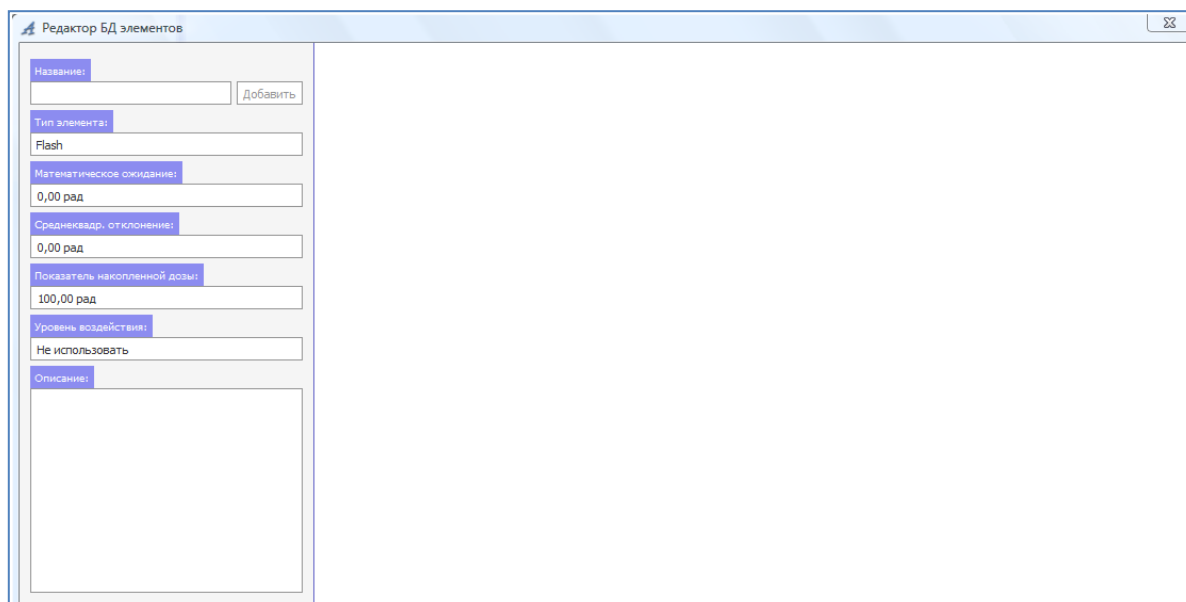 Редактор БД элементов
Название:
Добавить
Тип элемента:
Flash
Математическое ожидание:
0,00 рад
Среднеквадр. отклонение:
0,00 рад
Показатель накопленной дозы:
100,00 рад
Уровень воздействия:
Не использовать
Описание: